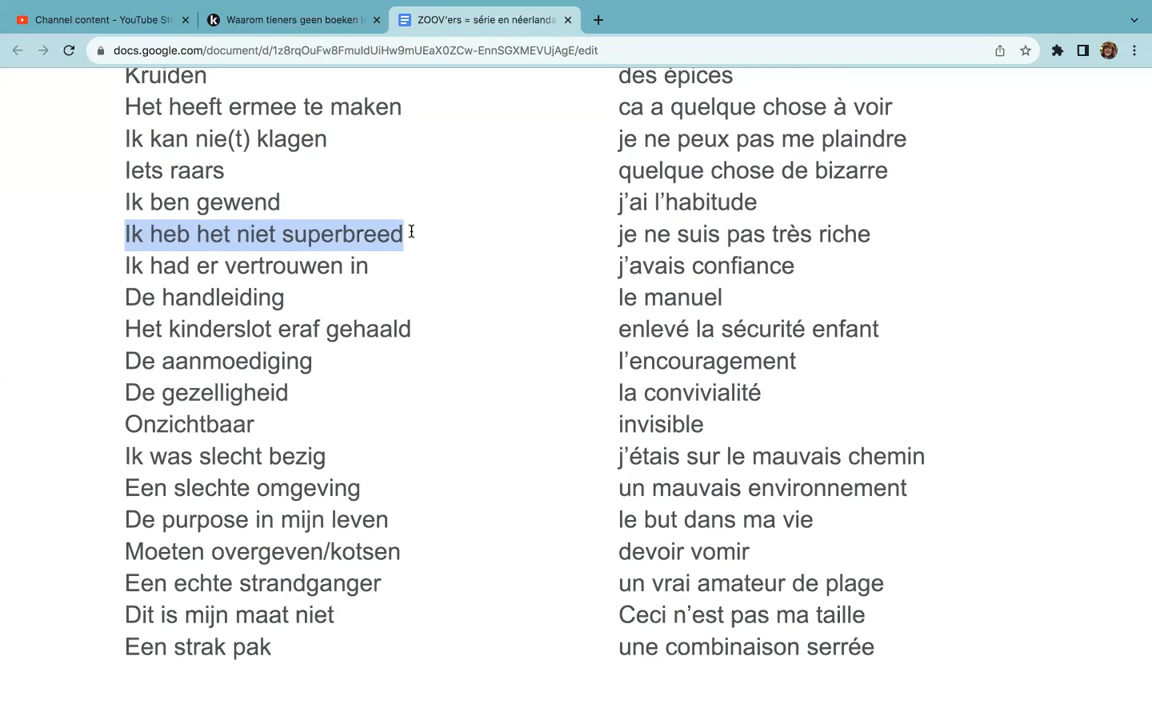 Channel content - YouTube St
Waarom tieners geen boeken l
ZOOV'ers = série en néerlanda
docs.google.com/document/d/1z8rqOuFw8FmuldUiHw9mUEaX0ZCw-EnnSGXMEVUjAgE/edit
Kruiden des épices
Het heeft ermee te maken ca a quelque chose à voir
Ik kan nie(t) klagen je ne peux pas me plaindre
Iets raars quelque chose de bizarre
Ik ben gewend j'ai l'habitude
Ik heb het niet superbreed je ne suis pas très riche
Ik had er vertrouwen in j'avais confiance
De handleiding le manuel
Het kinderslot eraf gehaald enlevé la sécurité enfant
De aanmoediging l'encouragement
De gezelligheid la convivialité
Onzichtbaar invisible
Ik was slecht bezig j'étais sur le mauvais chemin
Een slechte omgeving un mauvais environnement
De purpose in mijn leven le but dans ma vie
Moeten overgeven/kotsen devoir vomir
Een echte strandganger un vrai amateur de plage
Dit is mijn maat niet Ceci n'est pas ma taille
Een strak pak une combinaison serrée